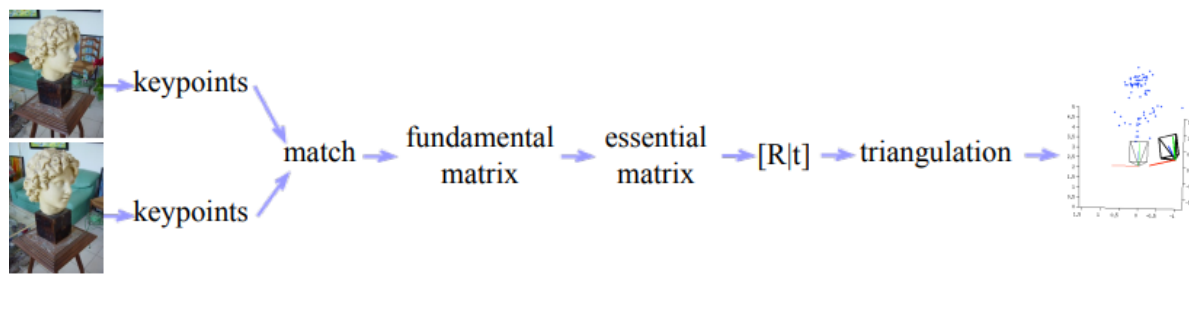 keypoints
keypoints
match
fundamental
matrix
essential
matrix
[R|t]
triangulation